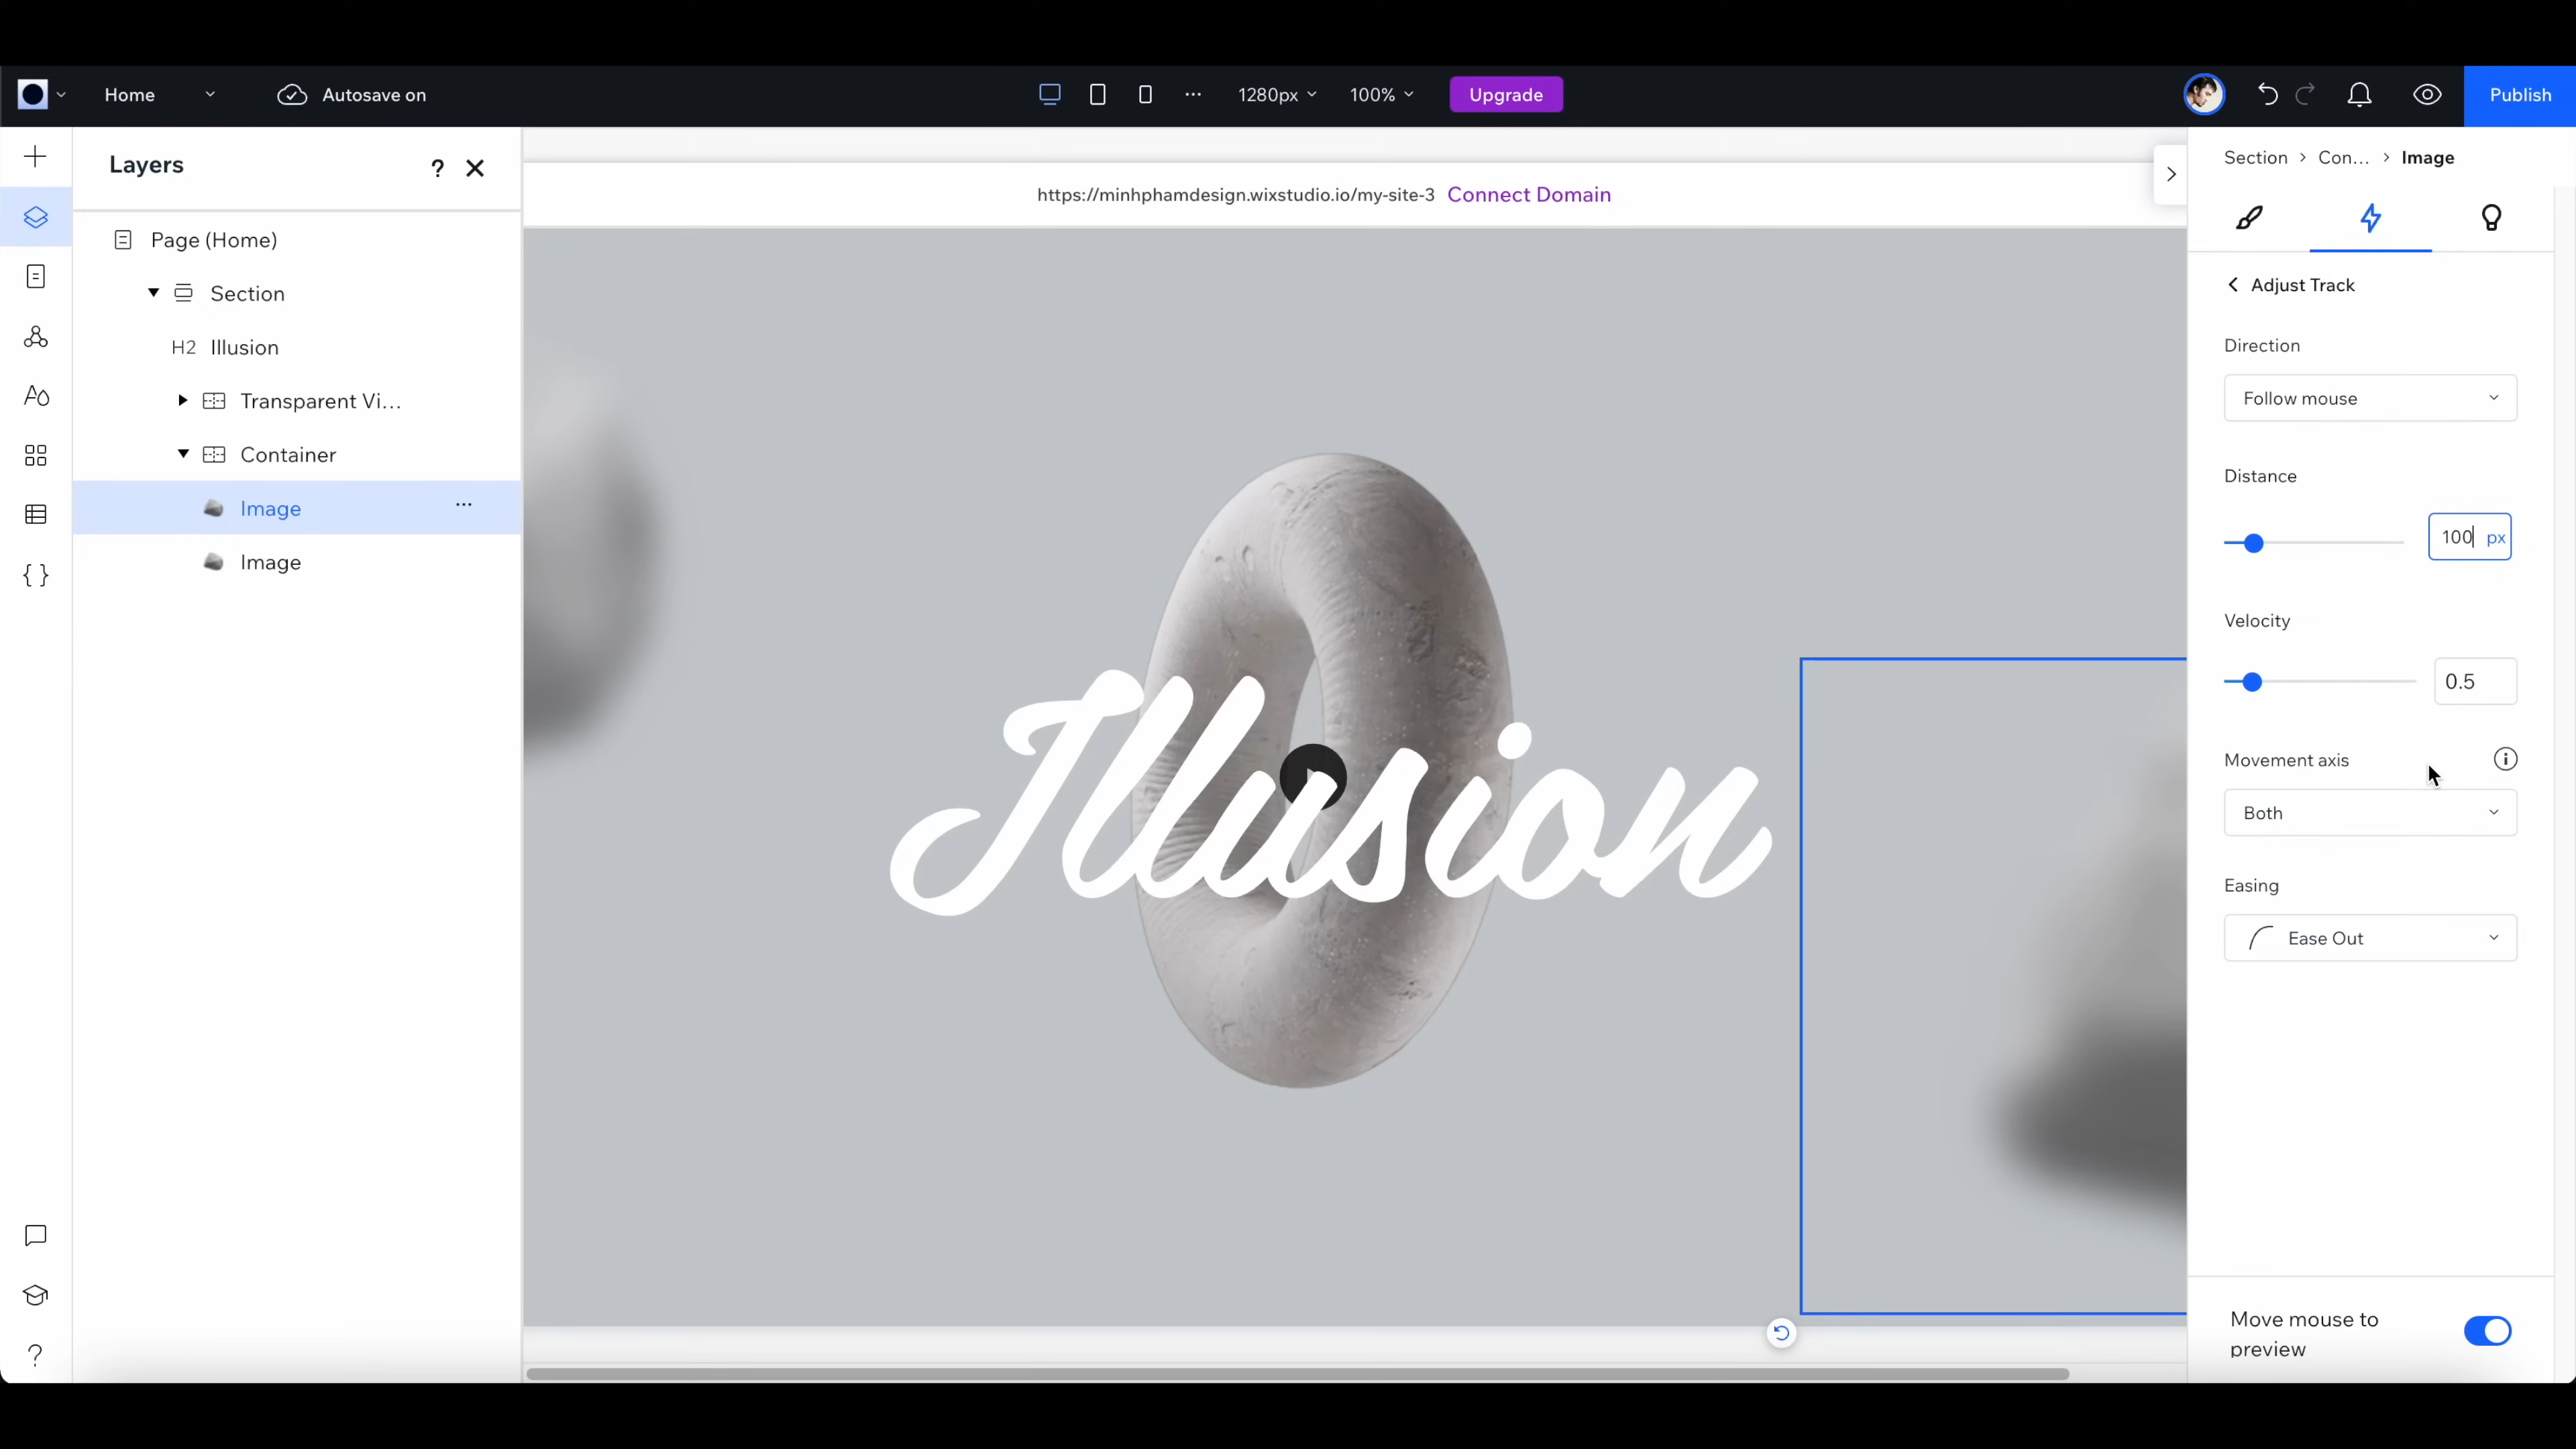 Home
Autosave on
1280px
100%
Upgrade
Publish
Layers
?
Page (Home)
Section
H2 Illusion
Transparent Vi...
Container
Image
Image
https://minhphamdesign.wixstudio.io/my-site-3 Connect Domain
Illusion
Section > Con... > Image
Adjust Track
Direction
Follow mouse
Distance
100 px
Velocity
0.5
Movement axis
Both
Easing
Ease Out
Move mouse to
preview